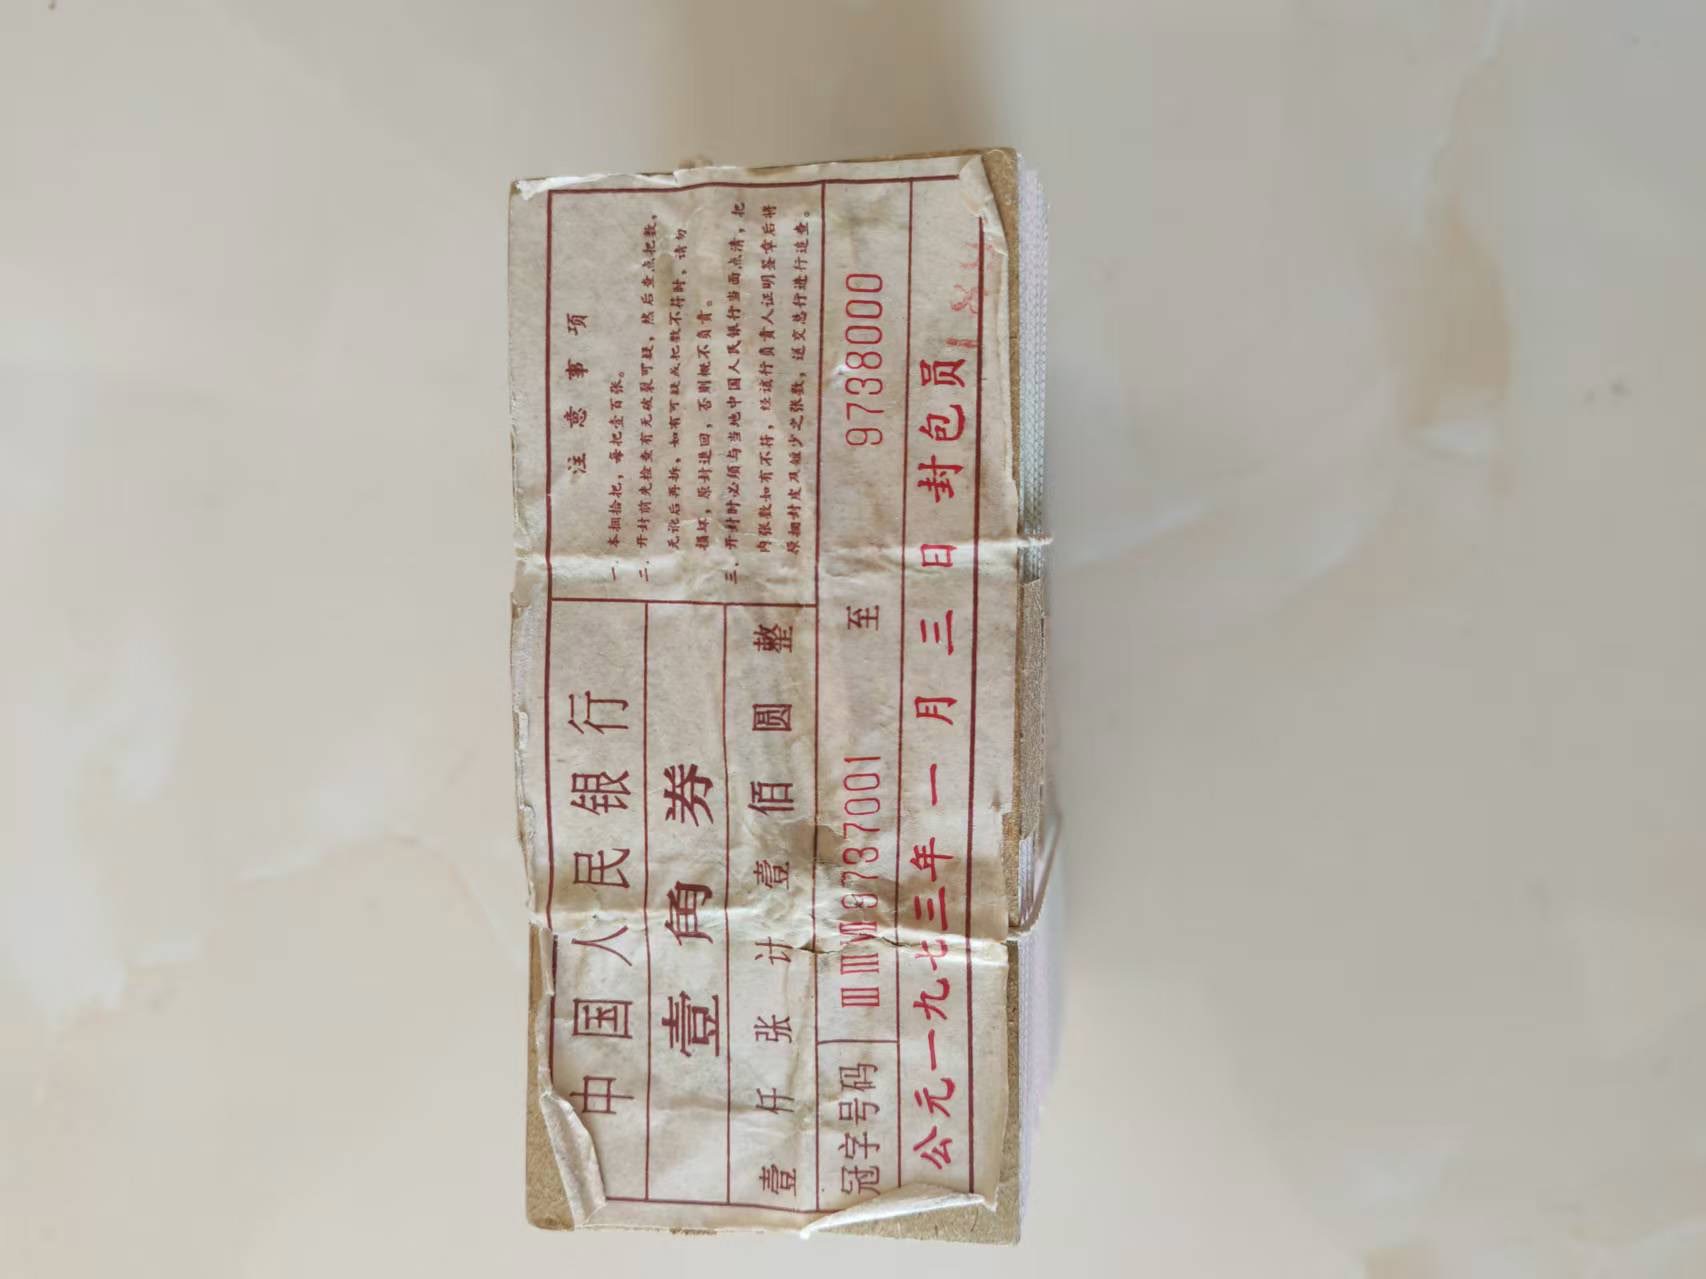 中国人民银行
壹角券
壹仟张计壹佰圆整
注意事项
一.本捆拾把，每把壹百张。
二.开封前先检查有无破裂可疑，然后查点把数，
无讹后再拆，如有可疑或把数不符时，请勿
损坏，原封退回，否则概不负责。
三.开封时必须与当地中国人民银行当面点清，把
内张数如有不符，经该行负责人证明签章后将
原捆封皮及短少之张数，送交总行进行追查。
冠字号码 ⅢⅢⅦ9737001 至 9738000
公元一九七三年一月三日 封包员